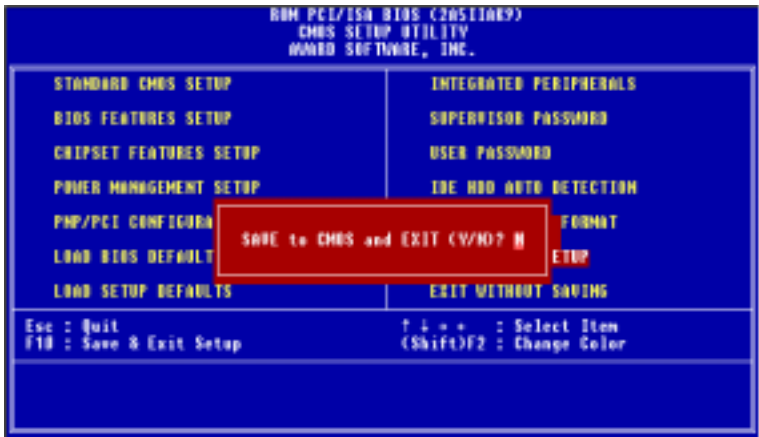 ROM PCI/ISA BIOS (2A5IIAK9)
CMOS SETUP UTILITY
AWARD SOFTWARE, INC.
STANDARD CMOS SETUP
INTEGRATED PERIPHERALS
BIOS FEATURES SETUP
SUPERVISOR PASSWORD
CHIPSET FEATURES SETUP
USER PASSWORD
POWER MANAGEMENT SETUP
IDE HDD AUTO DETECTION
PNP/PCI CONFIGURA
FORMAT
SAVE to CMOS and EXIT (Y/N)? N
LOAD BIOS DEFAULT
ETUP
LOAD SETUP DEFAULTS
EXIT WITHOUT SAVING
Esc : Quit
↑ ↓ → ← : Select Item
F10 : Save & Exit Setup
(Shift)F2 : Change Color